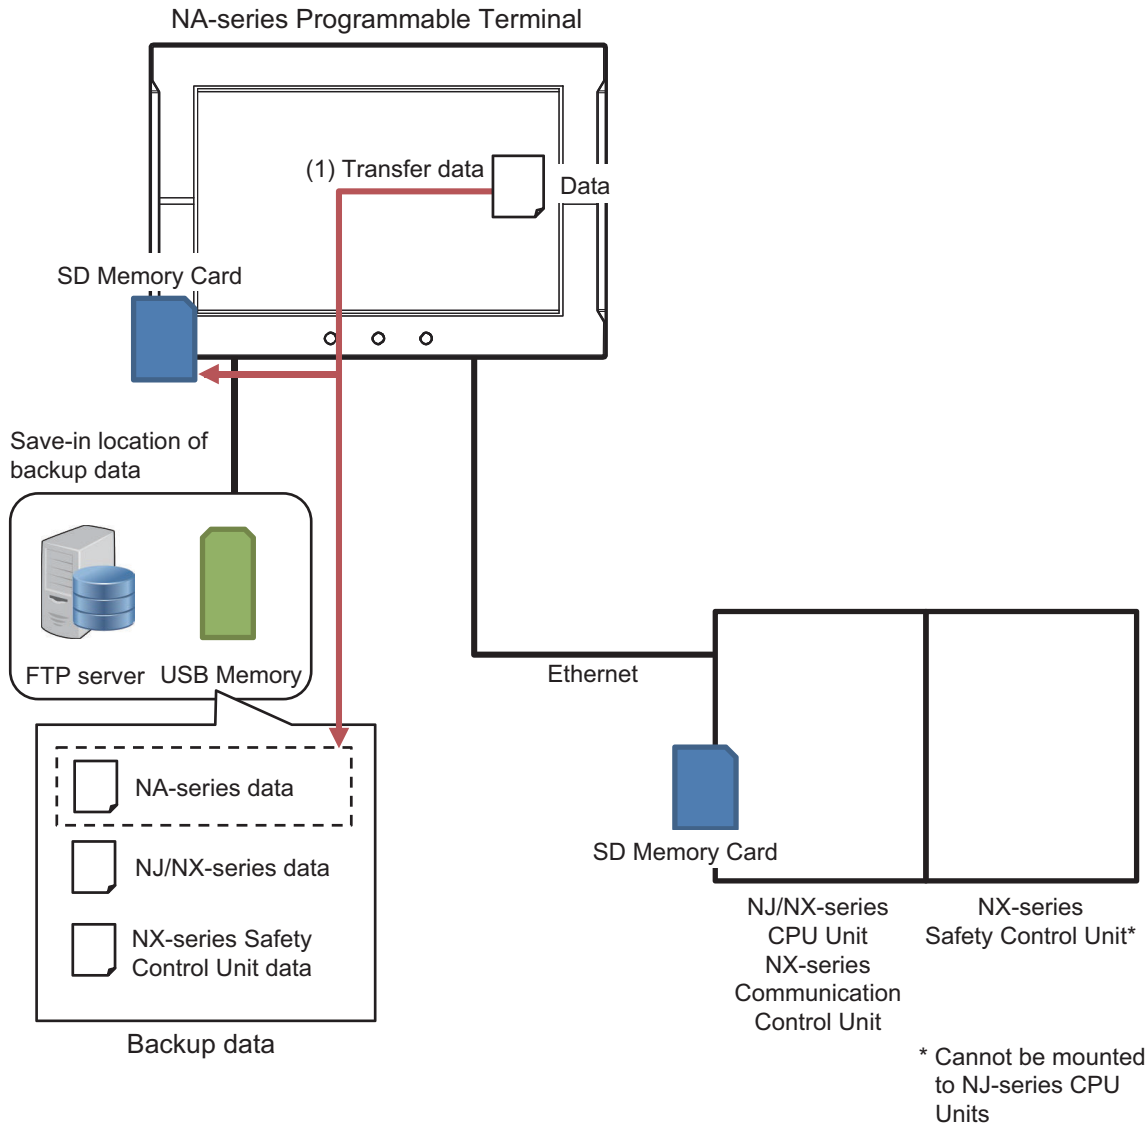 NA-series Programmable Terminal
(1) Transfer data
Data
SD Memory Card
Save-in location of
backup data
FTP server
USB Memory
Ethernet
NA-series data
NJ/NX-series data
NX-series Safety
Control Unit data
Backup data
SD Memory Card
NJ/NX-series
CPU Unit
NX-series
Communication
Control Unit
NX-series
Safety Control Unit*
* Cannot be mounted
to NJ-series CPU
Units